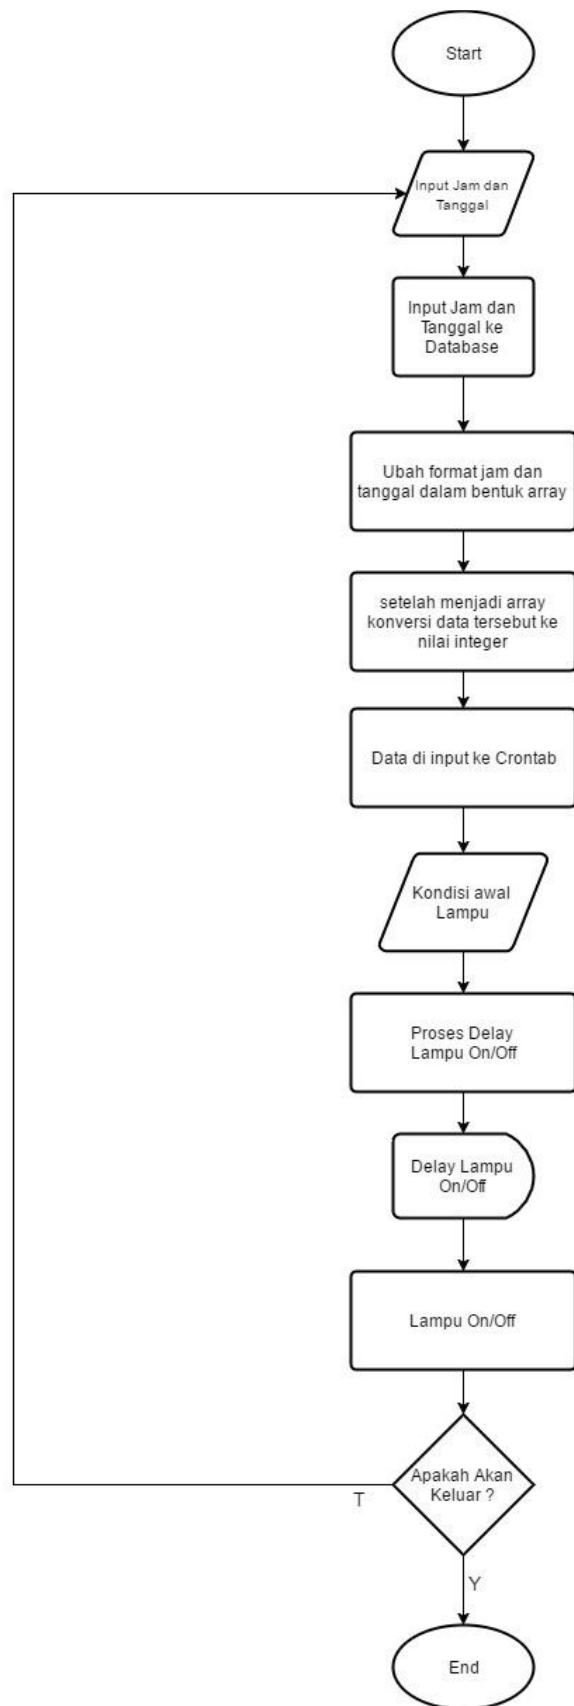 Start
Input Jam dan
Tanggal
Input Jam dan
Tanggal ke
Database
Ubah format jam dan
tanggal dalam bentuk array
setelah menjadi array
konversi data tersebut ke
nilai integer
Data di input ke Crontab
Kondisi awal
Lampu
Proses Delay
Lampu On/Off
Delay Lampu
On/Off
Lampu On/Off
Apakah Akan
Keluar ?
T
Y
End